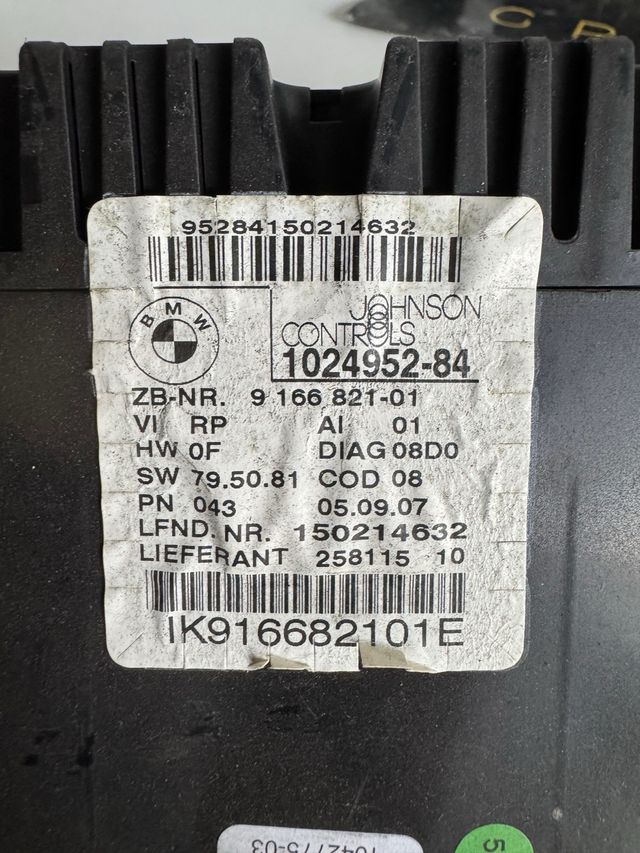 95284150214632
BMW
JOHNSON
CONTROLS
1024952-84
ZB-NR. 9 166 821-01
VI RP AI 01
HW 0F DIAG 08D0
SW 79.50.81 COD 08
PN 043 05.09.07
LFND. NR. 150214632
LIEFERANT 258115 10
IK916682101E
5